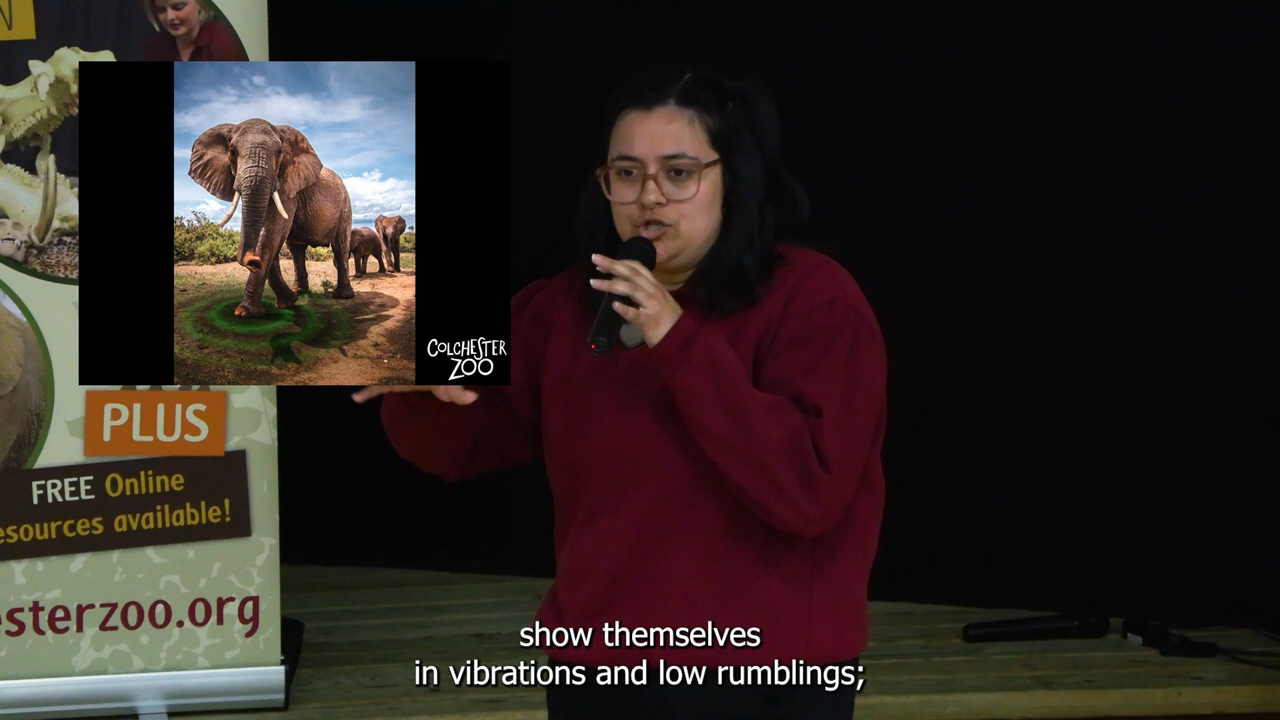 N
COLCHESTER
ZOO
PLUS
FREE Online
esources available!
esterzoo.org
show themselves
in vibrations and low rumblings;